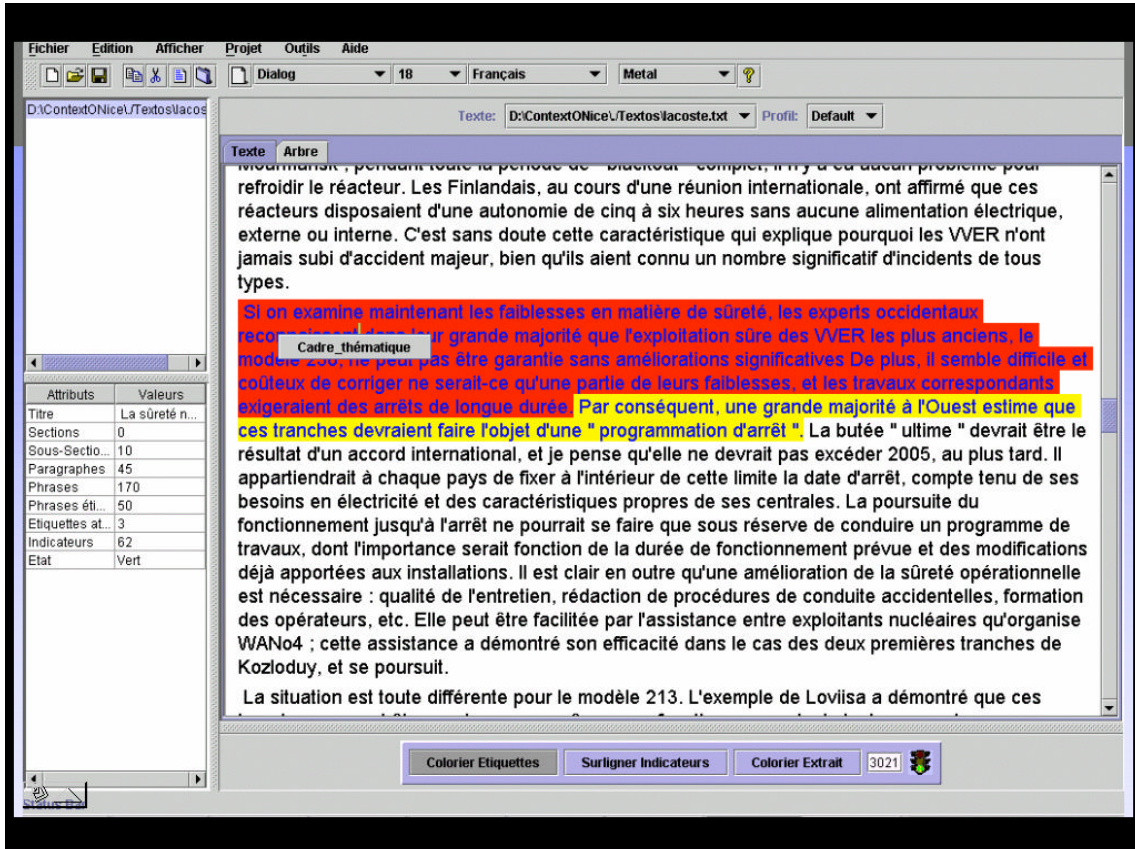 Fichier Edition Afficher Projet Outils Aide
Dialog 18 Français Metal
D:\ContextONice\./Textos\lacos
Texte: D:\ContextONice\./Textos\lacoste.txt Profil: Default
Texte Arbre
refroidir le réacteur. Les Finlandais, au cours d'une réunion internationale, ont affirmé que ces
réacteurs disposaient d'une autonomie de cinq à six heures sans aucune alimentation électrique,
externe ou interne. C'est sans doute cette caractéristique qui explique pourquoi les VVER n'ont
jamais subi d'accident majeur, bien qu'ils aient connu un nombre significatif d'incidents de tous
types.
Si on examine maintenant les faiblesses en matière de sûreté, les experts occidentaux
reconnaissent dans leur grande majorité que l'exploitation sûre des VVER les plus anciens, le
Cadre_thématique
modèle 230, ne peut pas être garantie sans améliorations significatives De plus, il semble difficile et
coûteux de corriger ne serait-ce qu'une partie de leurs faiblesses, et les travaux correspondants
exigeraient des arrêts de longue durée. Par conséquent, une grande majorité à l'Ouest estime que
ces tranches devraient faire l'objet d'une " programmation d'arrêt ". La butée " ultime " devrait être le
résultat d'un accord international, et je pense qu'elle ne devrait pas excéder 2005, au plus tard. Il
appartiendrait à chaque pays de fixer à l'intérieur de cette limite la date d'arrêt, compte tenu de ses
besoins en électricité et des caractéristiques propres de ses centrales. La poursuite du
fonctionnement jusqu'à l'arrêt ne pourrait se faire que sous réserve de conduire un programme de
travaux, dont l'importance serait fonction de la durée de fonctionnement prévue et des modifications
déjà apportées aux installations. Il est clair en outre qu'une amélioration de la sûreté opérationnelle
est nécessaire : qualité de l'entretien, rédaction de procédures de conduite accidentelles, formation
des opérateurs, etc. Elle peut être facilitée par l'assistance entre exploitants nucléaires qu'organise
WANo4 ; cette assistance a démontré son efficacité dans le cas des deux premières tranches de
Kozloduy, et se poursuit.
La situation est toute différente pour le modèle 213. L'exemple de Loviisa a démontré que ces
Attributs Valeurs
Titre La sûreté n...
Sections 0
Sous-Sectio... 10
Paragraphes 45
Phrases 170
Phrases éti... 50
Etiquettes at... 3
Indicateurs 62
Etat Vert
Colorier Etiquettes Surligner Indicateurs Colorier Extrait 3021